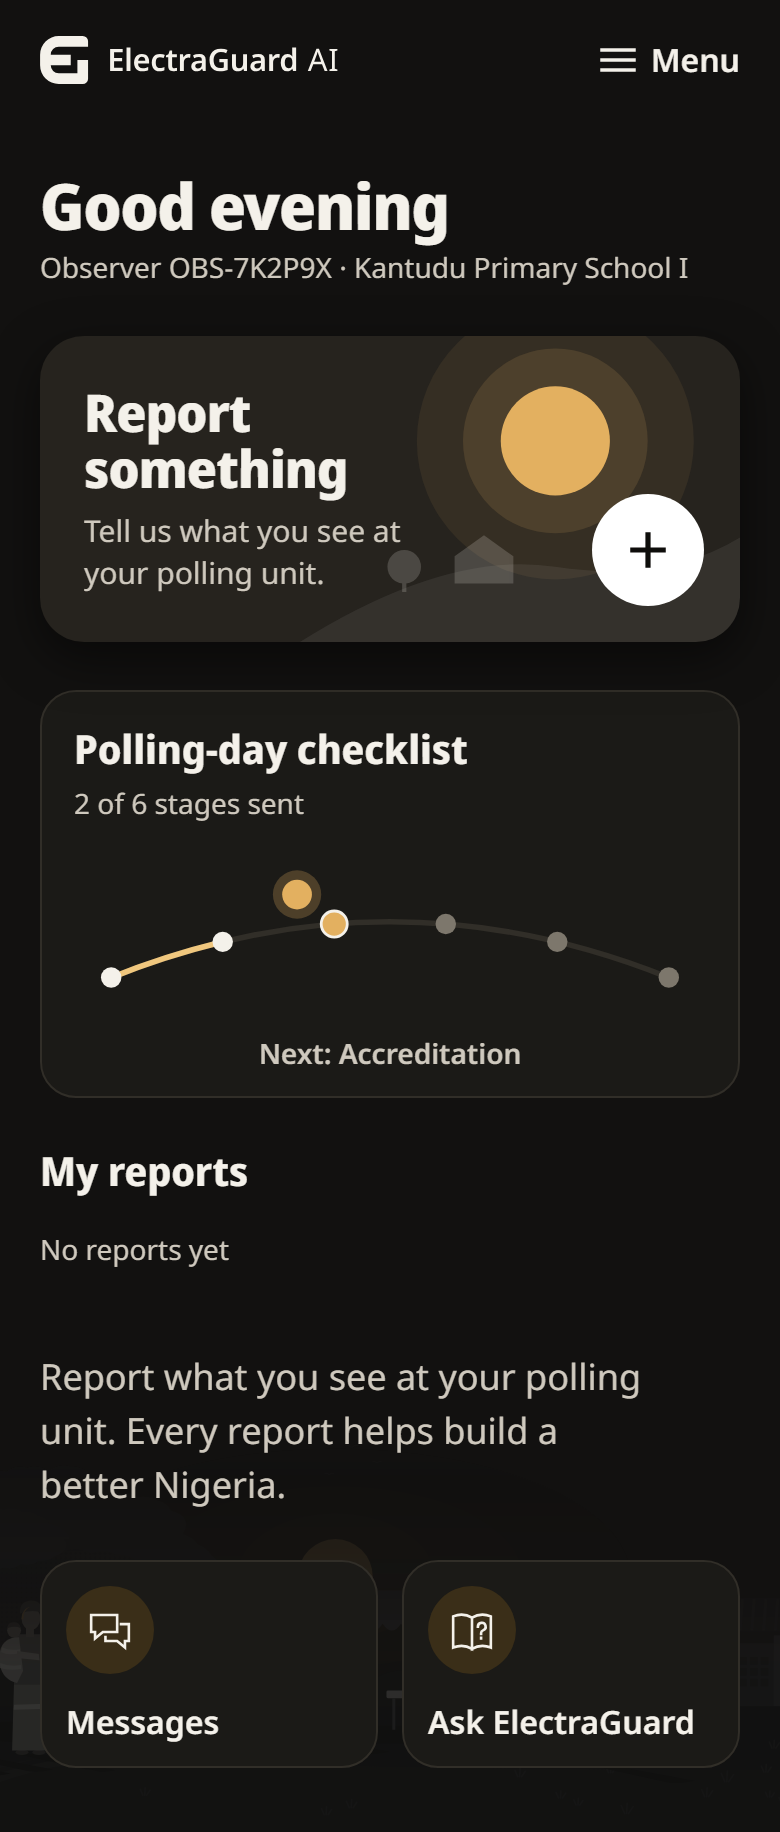 ElectraGuard AI
Menu
Good evening
Observer OBS-7K2P9X · Kantudu Primary School I
Report
something
Tell us what you see at
your polling unit.
Polling-day checklist
2 of 6 stages sent
Next: Accreditation
My reports
No reports yet
Report what you see at your polling
unit. Every report helps build a
better Nigeria.
Messages
Ask ElectraGuard